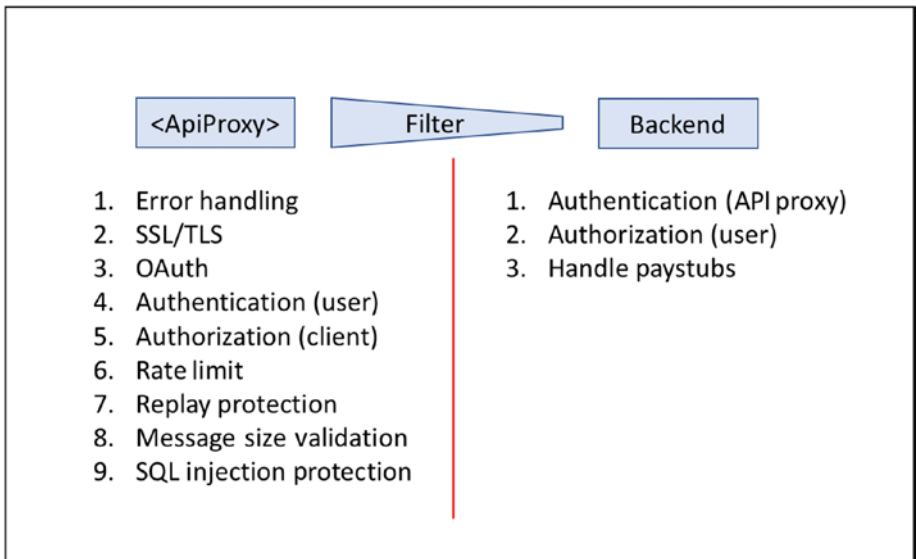 <ApiProxy>
Filter
Backend
1. Error handling
2. SSL/TLS
3. OAuth
4. Authentication (user)
5. Authorization (client)
6. Rate limit
7. Replay protection
8. Message size validation
9. SQL injection protection
1. Authentication (API proxy)
2. Authorization (user)
3. Handle paystubs